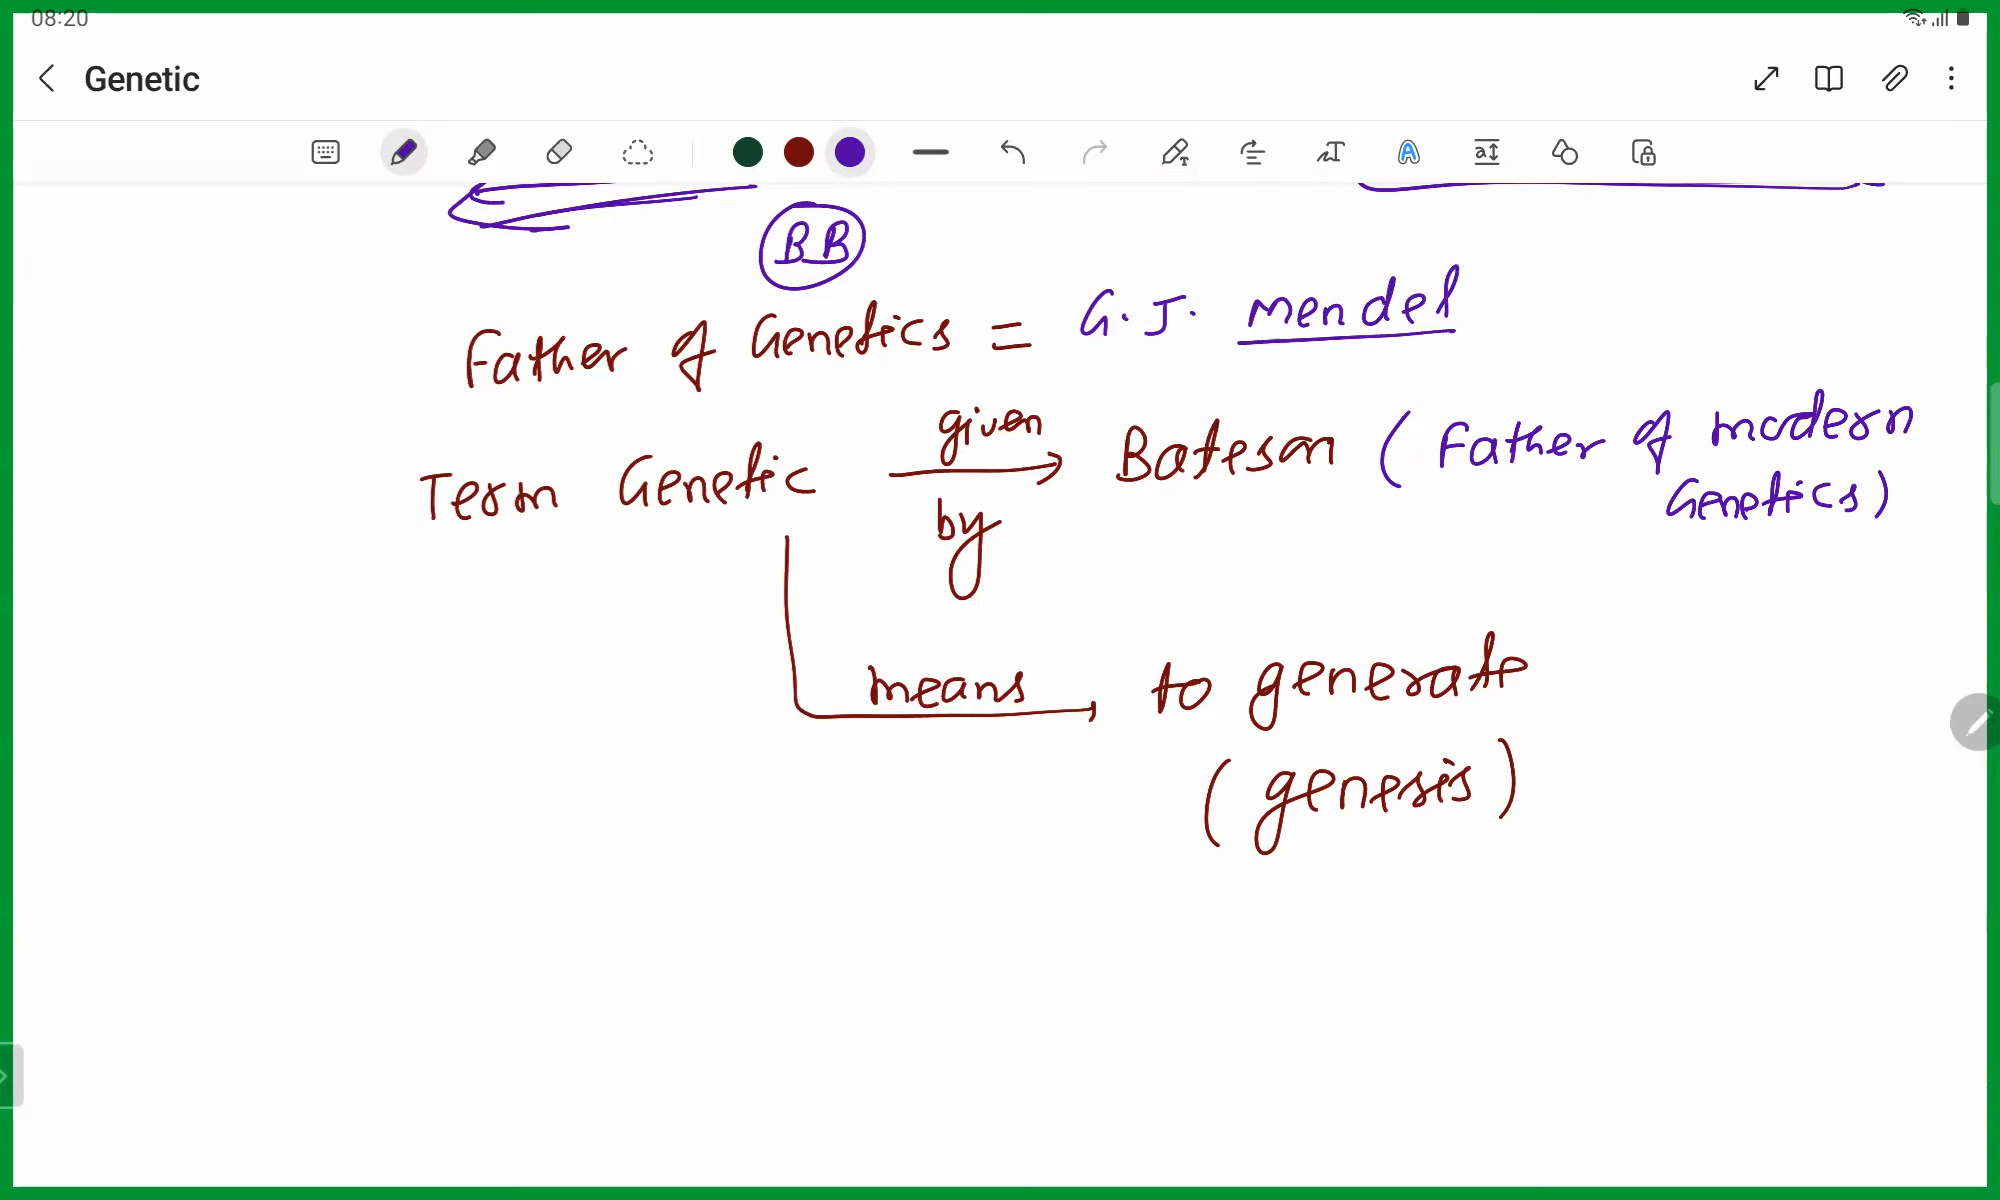 08:20
Genetic
BB
Father of Genetics = G.J. Mendel
given
Term Genetic → Bateson (Father of modern
Genetics)
by
means
to generate
(genesis)